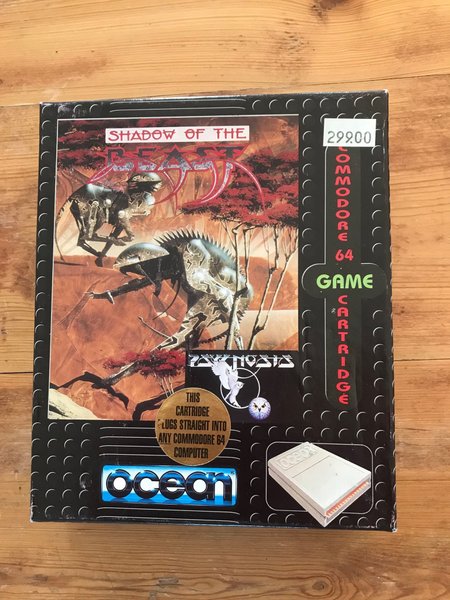 SHADOW OF THE
BEAST
29900
COMMODORE 64
GAME
CARTRIDGE
PSYGNOSIS
THIS
CARTRIDGE
PLUGS STRAIGHT INTO
ANY COMMODORE 64
COMPUTER
ocean
OCEAN